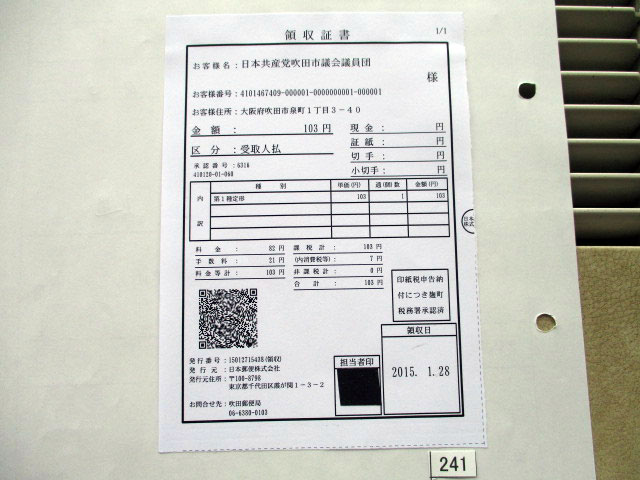 領収証書
1/1
お客様名：日本共産党吹田市議会議員団
様
お客様番号：4101467409-000001-0000000001-000001
お客様住所：大阪府吹田市泉町1丁目3－40
金額：103円
区分：受取人払
承認番号：6316
410120-01-060
現金：円
証紙：円
切手：円
小切手：円
内訳
種別 単価(円) 通(個)数 金額(円)
第1種定形 103 1 103
料金：82円
手数料：21円
料金等計：103円
課税計：103円
(内消費税等)：7円
非課税計：0円
合計：103円
日本
株式
印紙税申告納
付につき麹町
税務署承認済
領収日
2015. 1.28
担当者印
発行番号：15012715438(領収)
発行元：日本郵便株式会社
発行元住所：〒100-8798
東京都千代田区霞が関1－3－2
お問合せ先：吹田郵便局
06-6380-0103
241